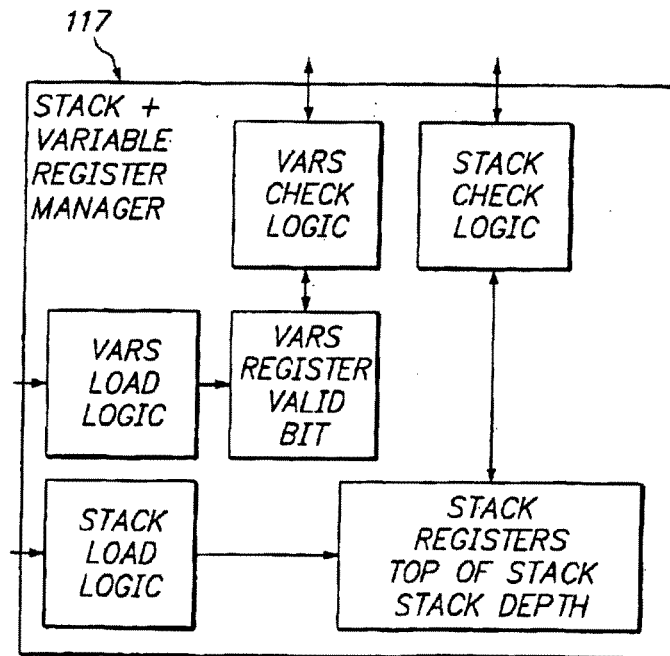 117
STACK +
VARIABLE
REGISTER
MANAGER
VARS
CHECK
LOGIC
STACK
CHECK
LOGIC
VARS
LOAD
LOGIC
VARS
REGISTER
VALID
BIT
STACK
LOAD
LOGIC
STACK
REGISTERS
TOP OF STACK
STACK DEPTH